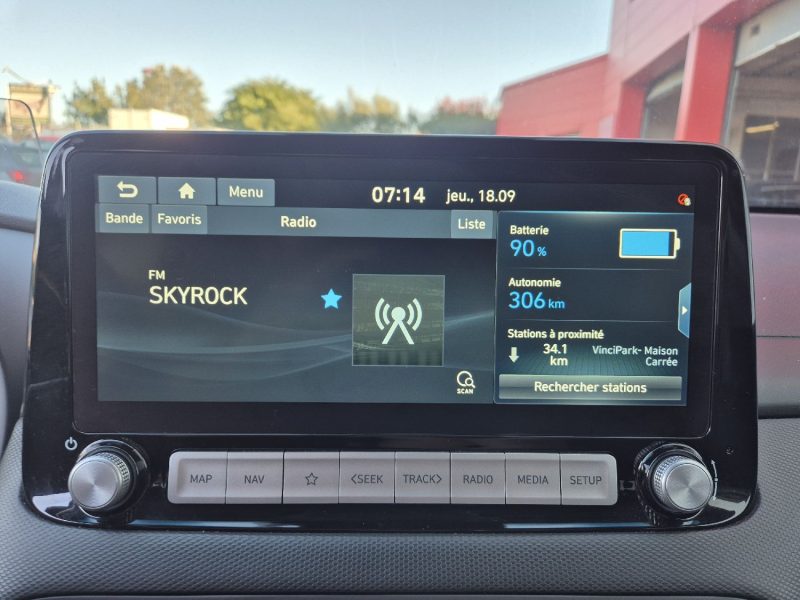 Menu
07:14
jeu., 18.09
Bande
Favoris
Radio
Liste
FM
SKYROCK
SCAN
Batterie
90 %
Autonomie
306 km
Stations à proximité
34.1
km
VinciPark- Maison
Carrée
Rechercher stations
MAP
NAV
<SEEK
TRACK>
RADIO
MEDIA
SETUP